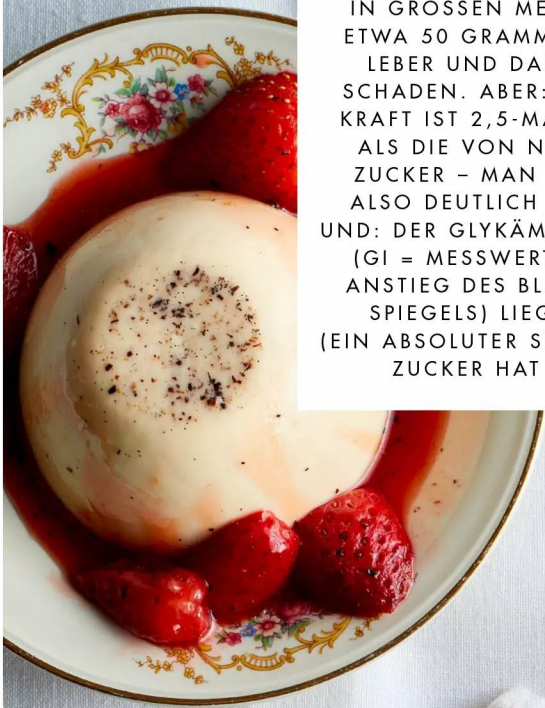 IN GROSSEN ME
ETWA 50 GRAMM
LEBER UND DA
SCHADEN. ABER:
KRAFT IST 2,5-MA
ALS DIE VON N
ZUCKER – MAN
ALSO DEUTLICH
UND: DER GLYKÄM
(GI = MESSWERT
ANSTIEG DES BL
SPIEGELS) LIEG
(EIN ABSOLUTER S
ZUCKER HAT